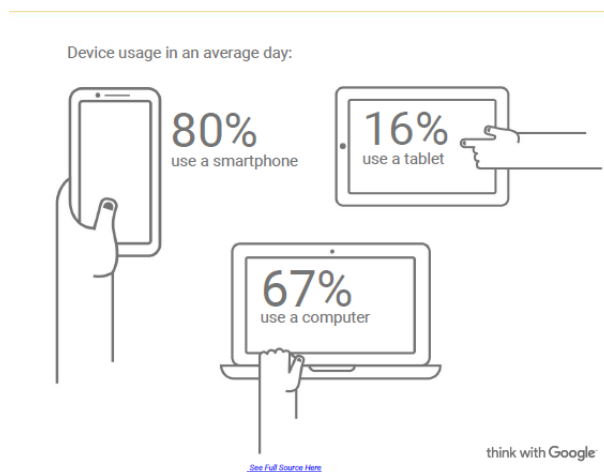 Device usage in an average day:
80%
use a smartphone
16%
use a tablet
67%
use a computer
think with Google
See Full Source Here